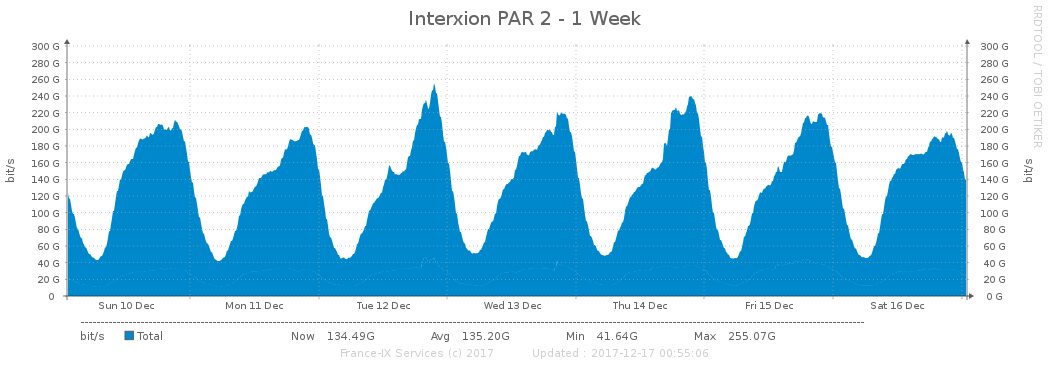 Interxion PAR 2 - 1 Week
RRDTOOL / TOBI OETIKER
300 G 300 G
280 G 280 G
260 G 260 G
240 G 240 G
220 G 220 G
200 G 200 G
180 G 180 G
160 G 160 G
140 G 140 G
120 G 120 G
100 G 100 G
80 G 80 G
60 G 60 G
40 G 40 G
20 G 20 G
0 0 G
bit/s
bit/s
Sun 10 Dec Mon 11 Dec Tue 12 Dec Wed 13 Dec Thu 14 Dec Fri 15 Dec Sat 16 Dec
bit/s Total Now 134.49G Avg 135.20G Min 41.64G Max 255.07G
France-IX Services (c) 2017 Updated : 2017-12-17 00:55:06